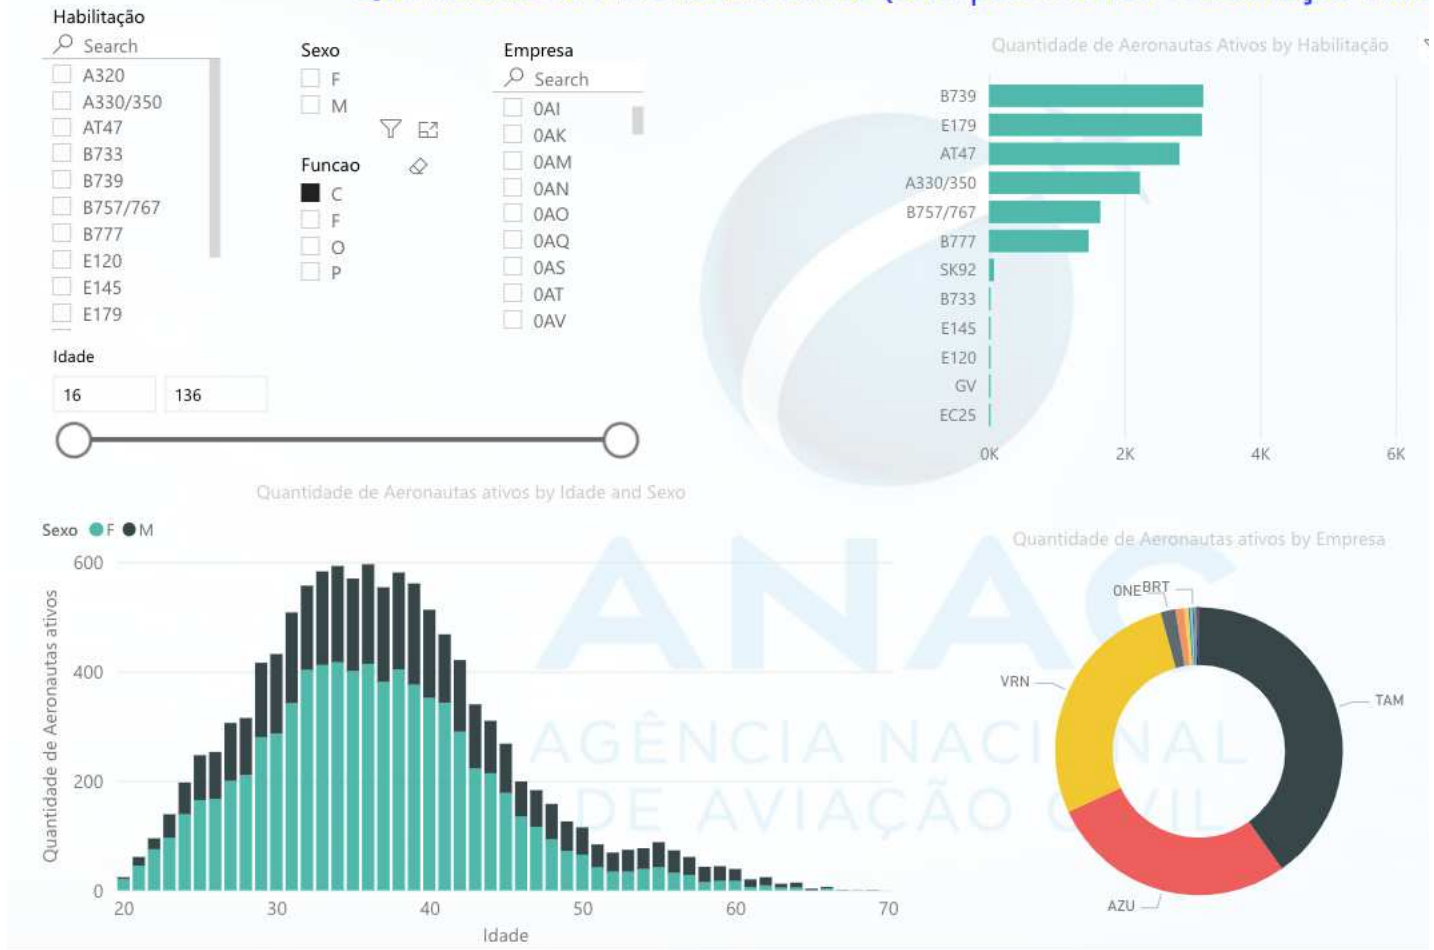 Habilitação
Search
A320
A330/350
AT47
B733
B739
B757/767
B777
E120
E145
E179
Sexo
F
M
Funcao
C
F
O
P
Empresa
Search
0AI
0AK
0AM
0AN
0AO
0AQ
0AS
0AT
0AV
Idade
16
136
Quantidade de Aeronautas Ativos by Habilitação
B739
E179
AT47
A330/350
B757/767
B777
SK92
B733
E145
E120
GV
EC25
0K 2K 4K 6K
Quantidade de Aeronautas ativos by Idade and Sexo
Sexo F M
Quantidade de Aeronautas ativos
600
400
200
0
20 30 40 50 60 70
Idade
Quantidade de Aeronautas ativos by Empresa
ONE BRT
VRN
TAM
AZU
ANAC
AGÊNCIA NACIONAL
DE AVIAÇÃO CIVIL